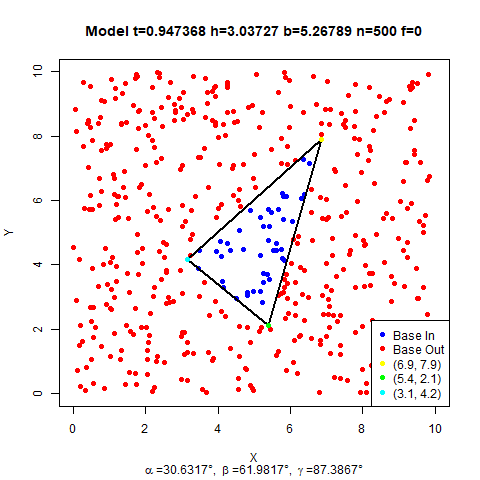 Model t=0.947368 h=3.03727 b=5.26789 n=500 f=0
10
8
6
4
2
0
Y
Base In
Base Out
(6.9, 7.9)
(5.4, 2.1)
(3.1, 4.2)
0 2 4 6 8 10
X
α=30.6317°, β=61.9817°, γ=87.3867°